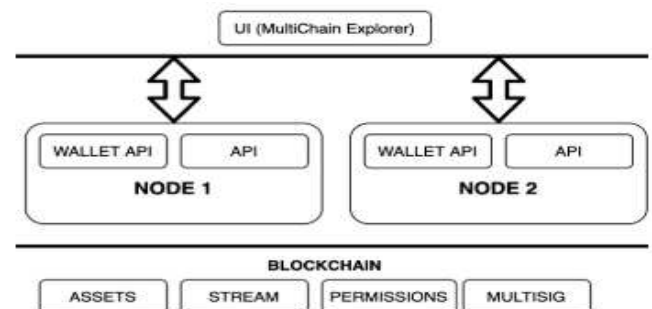 UI (MultiChain Explorer)
WALLET API API WALLET API API
NODE 1 NODE 2
BLOCKCHAIN
ASSETS STREAM PERMISSIONS MULTISIG